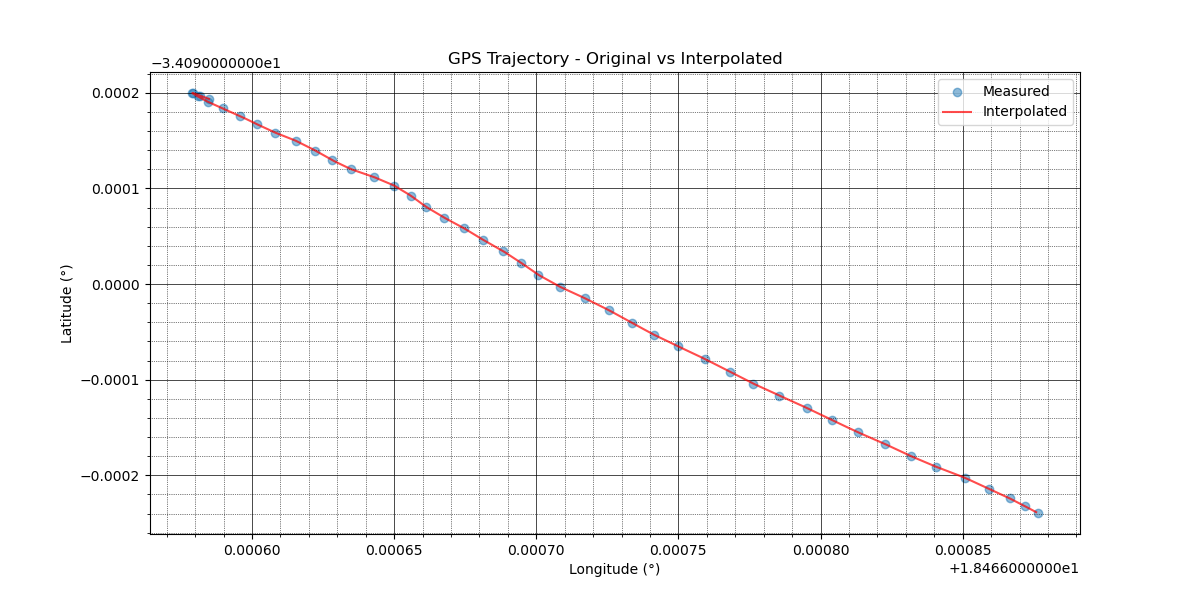 GPS Trajectory - Original vs Interpolated
−3.4090000000e1
Measured
Interpolated
0.0002
0.0001
0.0000
−0.0001
−0.0002
Latitude (°)
0.00060 0.00065 0.00070 0.00075 0.00080 0.00085
Longitude (°)
+1.8466000000e1